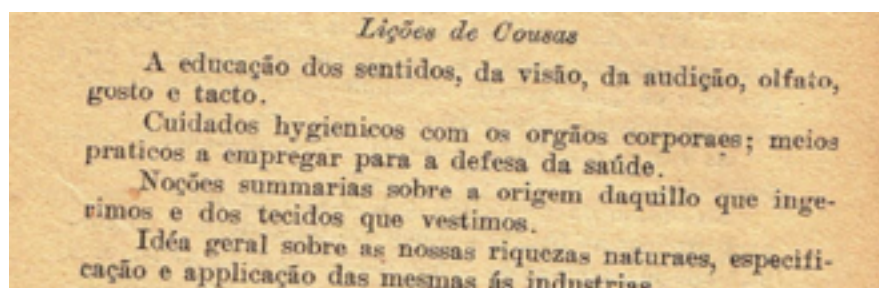 Lições de Cousas
A educação dos sentidos, da visão, da audição, olfato,
gosto e tacto.
Cuidados hygienicos com os orgãos corporaes; meios
praticos a empregar para a defesa da saúde.
Noções summarias sobre a origem daquillo que inge-
rimos e dos tecidos que vestimos.
Idéa geral sobre as nossas riquezas naturaes, especifi-
cação e applicação das mesmas ás industrias.